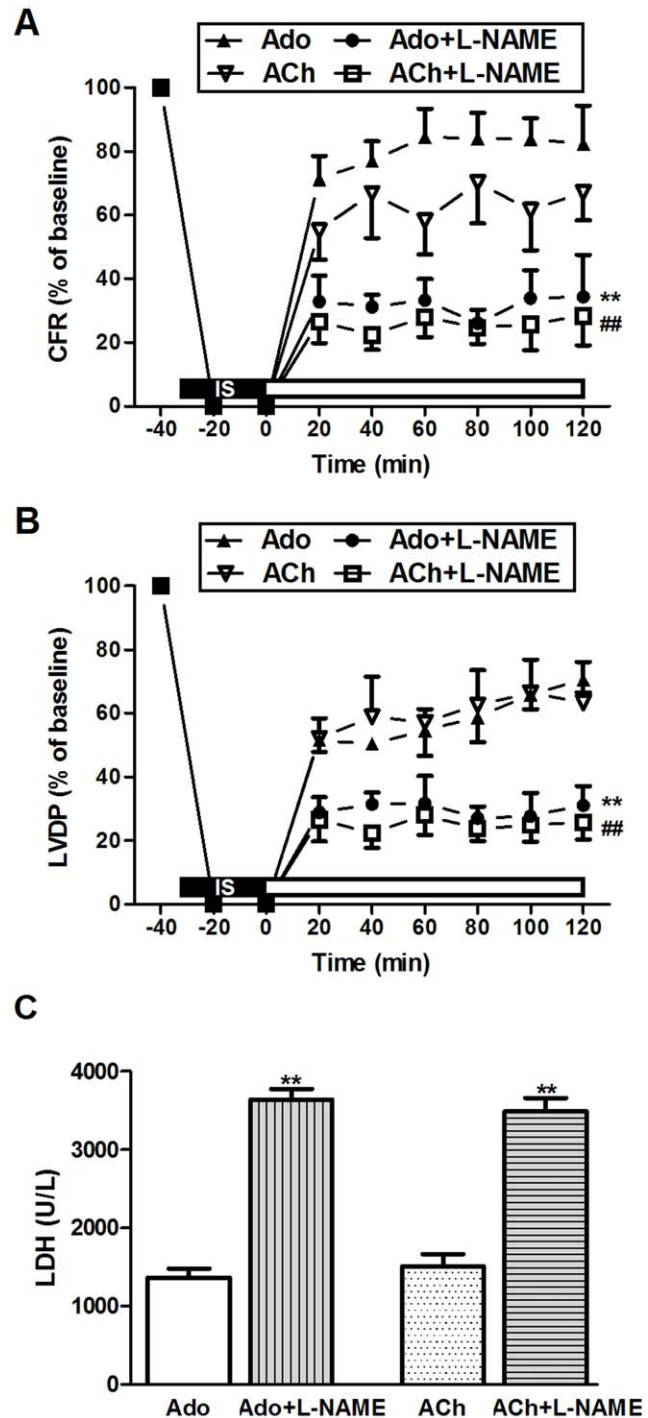 A
Ado Ado+L-NAME
ACh ACh+L-NAME
100
80
60
40
20
0
CFR (% of baseline)
IS
**
##
-40 -20 0 20 40 60 80 100 120
Time (min)
B
Ado Ado+L-NAME
ACh ACh+L-NAME
100
80
60
40
20
0
LVDP (% of baseline)
IS
**
##
-40 -20 0 20 40 60 80 100 120
Time (min)
C
4000
3000
2000
1000
0
LDH (U/L)
** **
Ado Ado+L-NAME ACh ACh+L-NAME